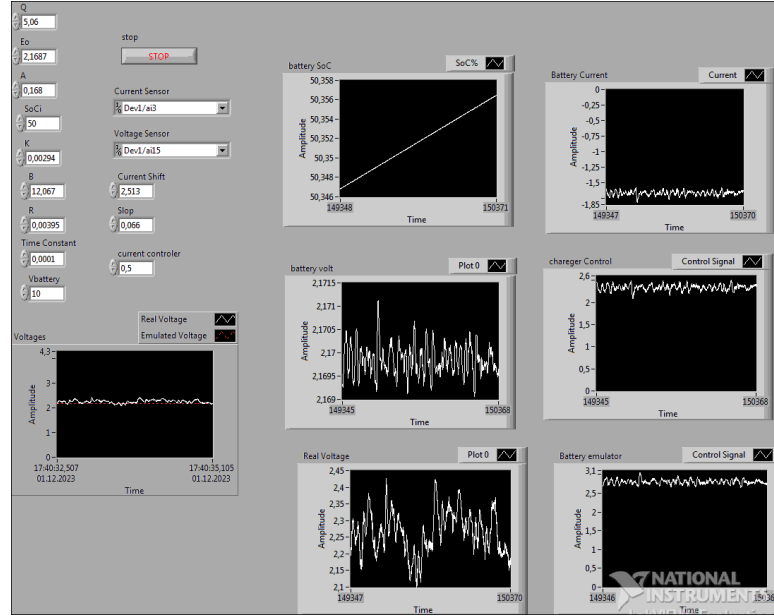 Q
5,06
Eo
2,1687
A
0,168
SoCi
50
K
0,00294
B
12,067
R
0,00395
Time Constant
0,0001
Vbattery
10
stop
STOP
Current Sensor
Dev1/ai3
Voltage Sensor
Dev1/ai15
Current Shift
2,513
Slop
0,066
current controler
0,5
Voltages
Real Voltage
Emulated Voltage
Amplitude
4,3
3
2
1
0
17:40:32,507
01.12.2023
17:40:35,105
01.12.2023
Time
battery SoC
SoC%
Amplitude
50,358
50,356
50,354
50,352
50,35
50,348
50,346
149348
150371
Time
Battery Current
Current
Amplitude
0
-0,25
-0,5
-0,75
-1
-1,25
-1,5
-1,85
149347
150370
Time
battery volt
Plot 0
Amplitude
2,1715
2,171
2,1705
2,17
2,1695
2,169
149345
150368
Time
chareger Control
Control Signal
Amplitude
2,6
2
1,5
1
0,5
0
149345
150368
Time
Real Voltage
Plot 0
Amplitude
2,45
2,4
2,35
2,3
2,25
2,2
2,15
2,1
149347
150370
Time
Battery emulator
Control Signal
Amplitude
3,1
2,5
2
1,5
1
0,5
0
149346
Time
NATIONAL
INSTRUMENTS